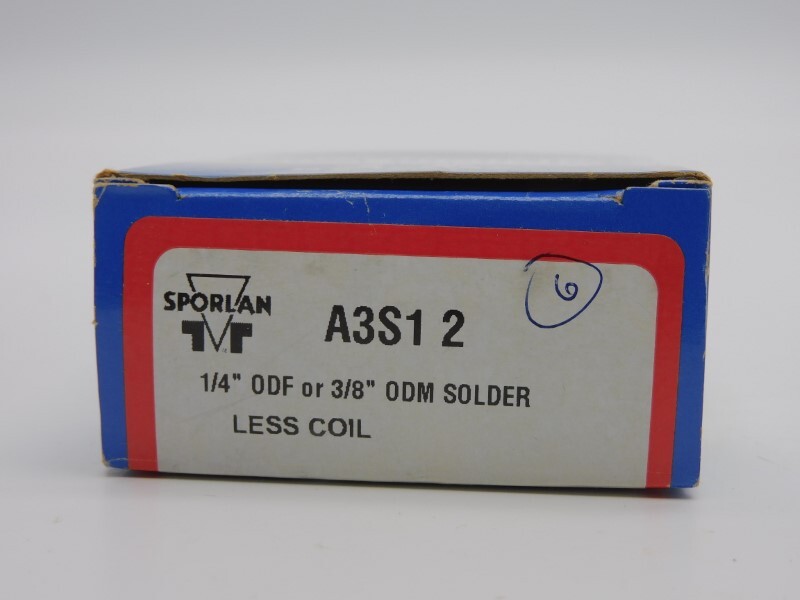 SPORLAN
A3S1 2
6
1/4" ODF or 3/8" ODM SOLDER
LESS COIL